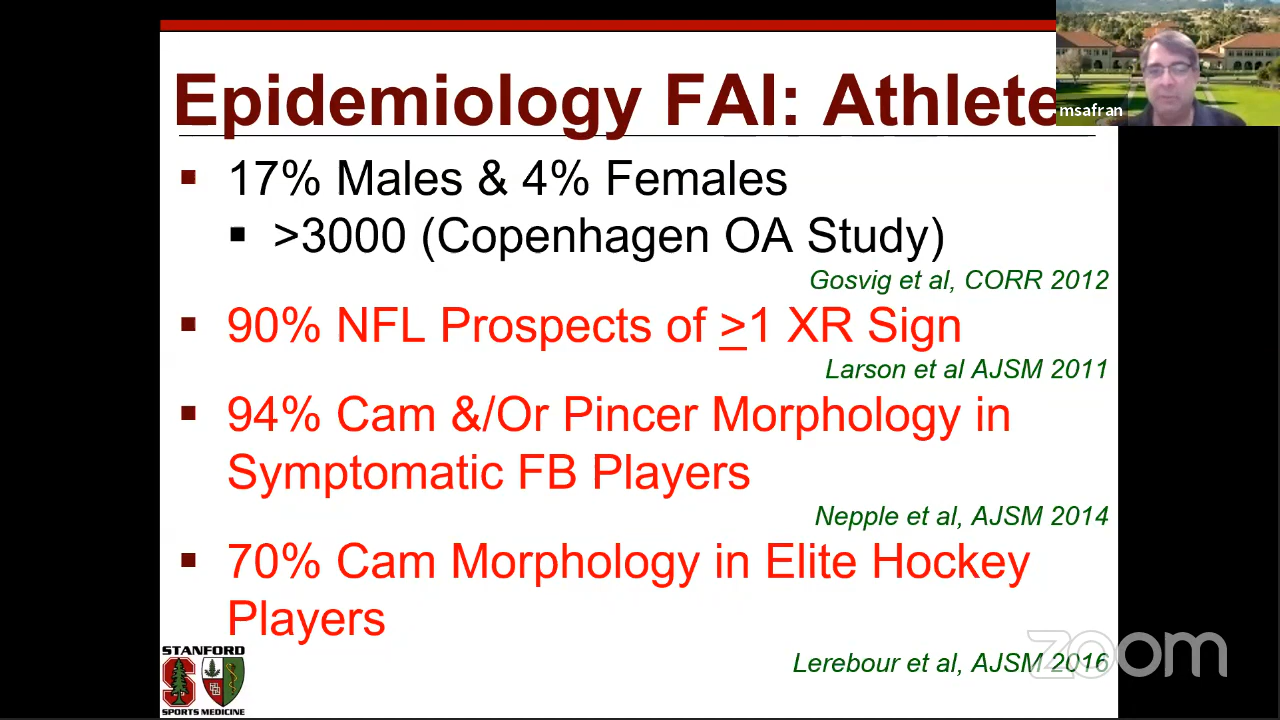 Epidemiology FAI: Athlete
msafran
17% Males & 4% Females
>3000 (Copenhagen OA Study)
Gosvig et al, CORR 2012
90% NFL Prospects of >1 XR Sign
Larson et al AJSM 2011
94% Cam &/Or Pincer Morphology in
Symptomatic FB Players
Nepple et al, AJSM 2014
70% Cam Morphology in Elite Hockey
Players
Lerebour et al, AJSM 2016
STANFORD
S
SPORTS MEDICINE
zoom